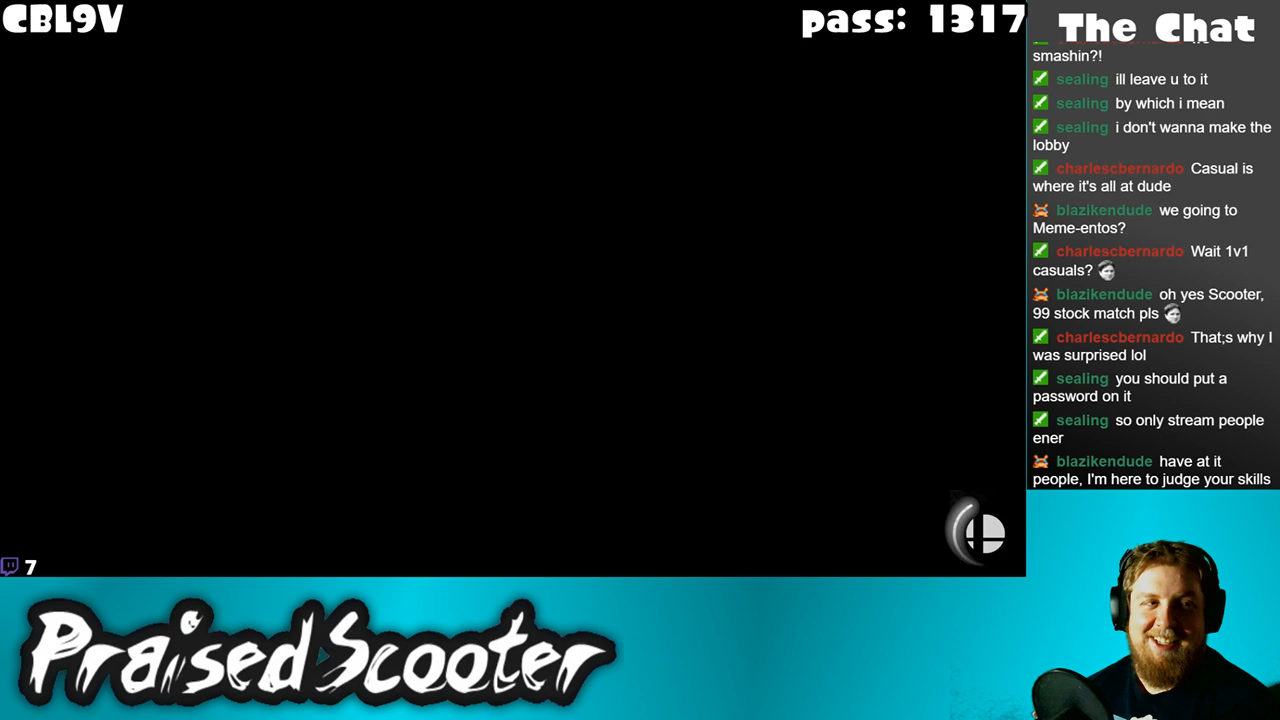 CBL9V
pass: 1317
The Chat
smashin?!
sealing ill leave u to it
sealing by which i mean
sealing i don't wanna make the
lobby
charlescbernardo Casual is
where it's all at dude
blazikendude we going to
Meme-entos?
charlescbernardo Wait 1v1
casuals?
blazikendude oh yes Scooter,
99 stock match pls
charlescbernardo That;s why I
was surprised lol
sealing you should put a
password on it
sealing so only stream people
ener
blazikendude have at it
people, I'm here to judge your skills
7
PraisedScooter